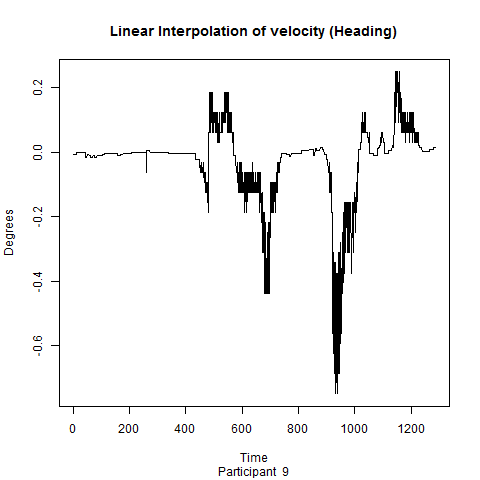 Linear Interpolation of velocity (Heading)
0.2
0.0
-0.2
-0.4
-0.6
Degrees
0 200 400 600 800 1000 1200
Time
Participant 9